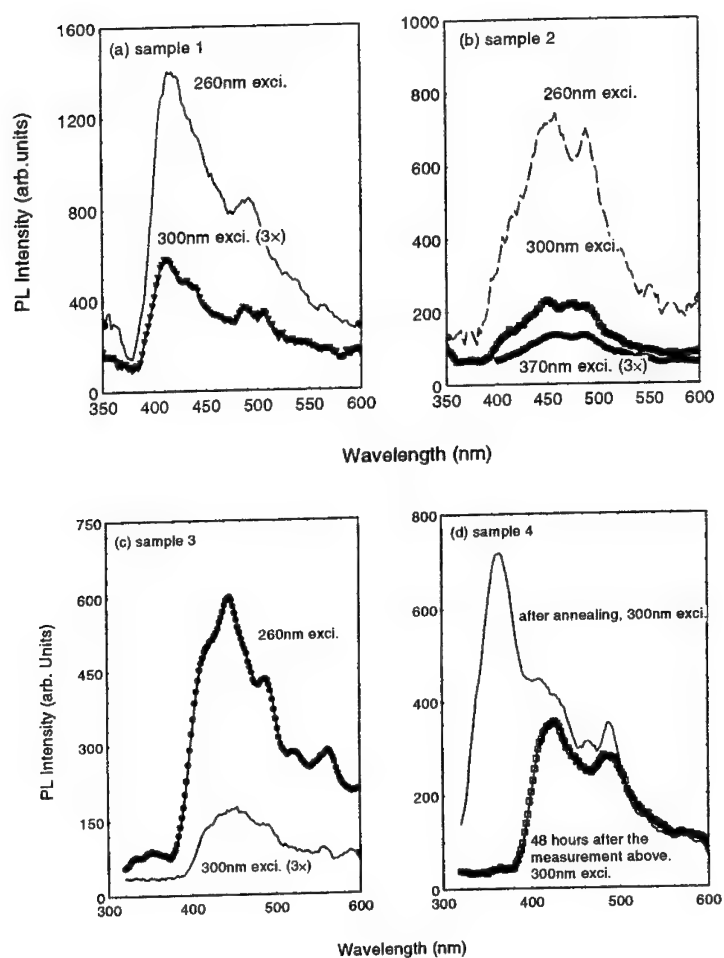 (a) sample 1
260nm exci.
300nm exci. (3×)
PL Intensity (arb.units)
1600
1200
800
400
0
350 400 450 500 550 600
(b) sample 2
260nm exci.
300nm exci.
370nm exci. (3×)
1000
800
600
400
200
0
350 400 450 500 550 600
Wavelength (nm)
(c) sample 3
260nm exci.
300nm exci. (3×)
PL Intensity (arb. Units)
750
600
450
300
150
0
300 400 500 600
(d) sample 4
after annealing, 300nm exci.
48 hours after the
measurement above.
300nm exci.
800
600
400
200
0
300 400 500 600
Wavelength (nm)